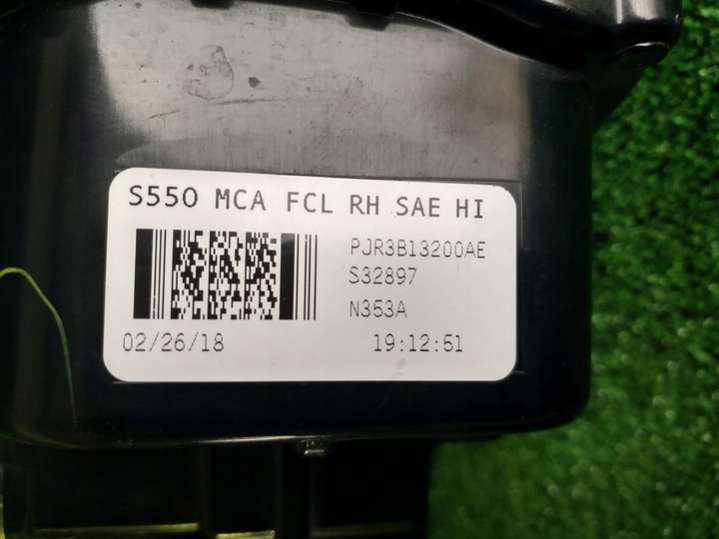 S550 MCA FCL RH SAE HI
PJR3B13200AE
S32897
N353A
02/26/18 19:12:51